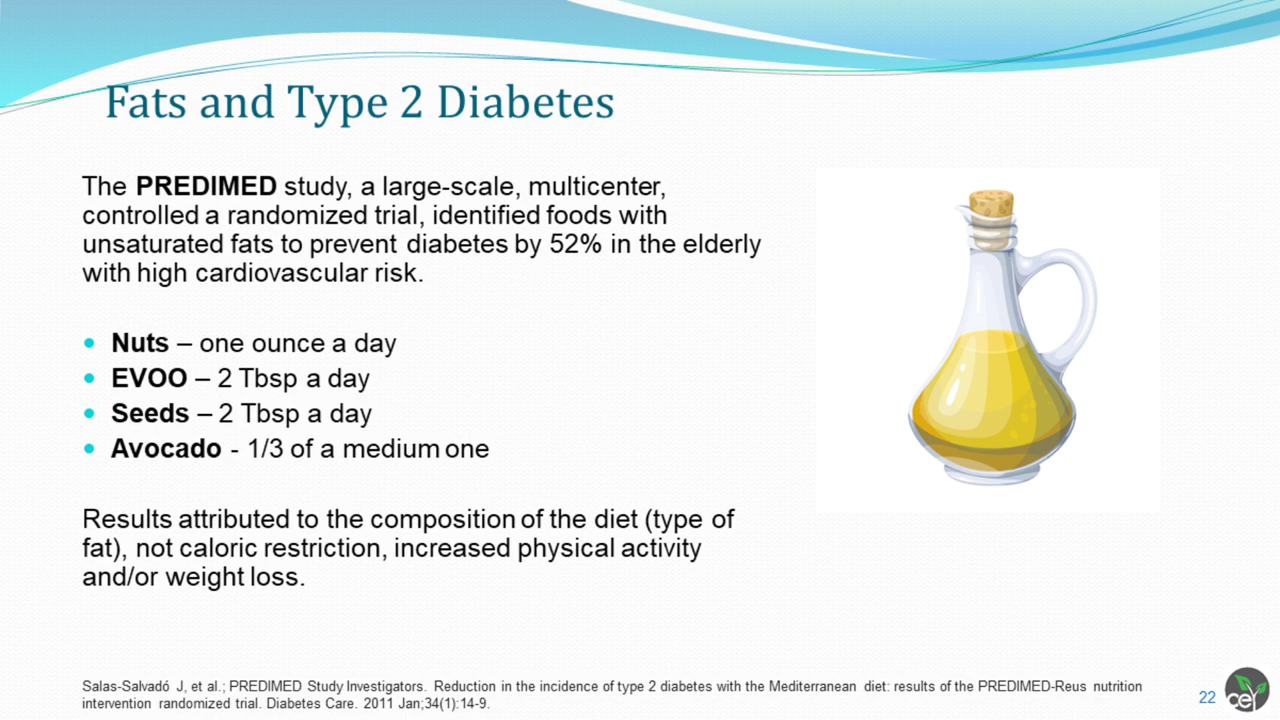 Fats and Type 2 Diabetes
The PREDIMED study, a large-scale, multicenter,
controlled a randomized trial, identified foods with
unsaturated fats to prevent diabetes by 52% in the elderly
with high cardiovascular risk.
• Nuts – one ounce a day
• EVOO – 2 Tbsp a day
• Seeds – 2 Tbsp a day
• Avocado - 1/3 of a medium one
Results attributed to the composition of the diet (type of
fat), not caloric restriction, increased physical activity
and/or weight loss.
Salas-Salvadó J, et al.; PREDIMED Study Investigators. Reduction in the incidence of type 2 diabetes with the Mediterranean diet: results of the PREDIMED-Reus nutrition
intervention randomized trial. Diabetes Care. 2011 Jan;34(1):14-9.
22
cey